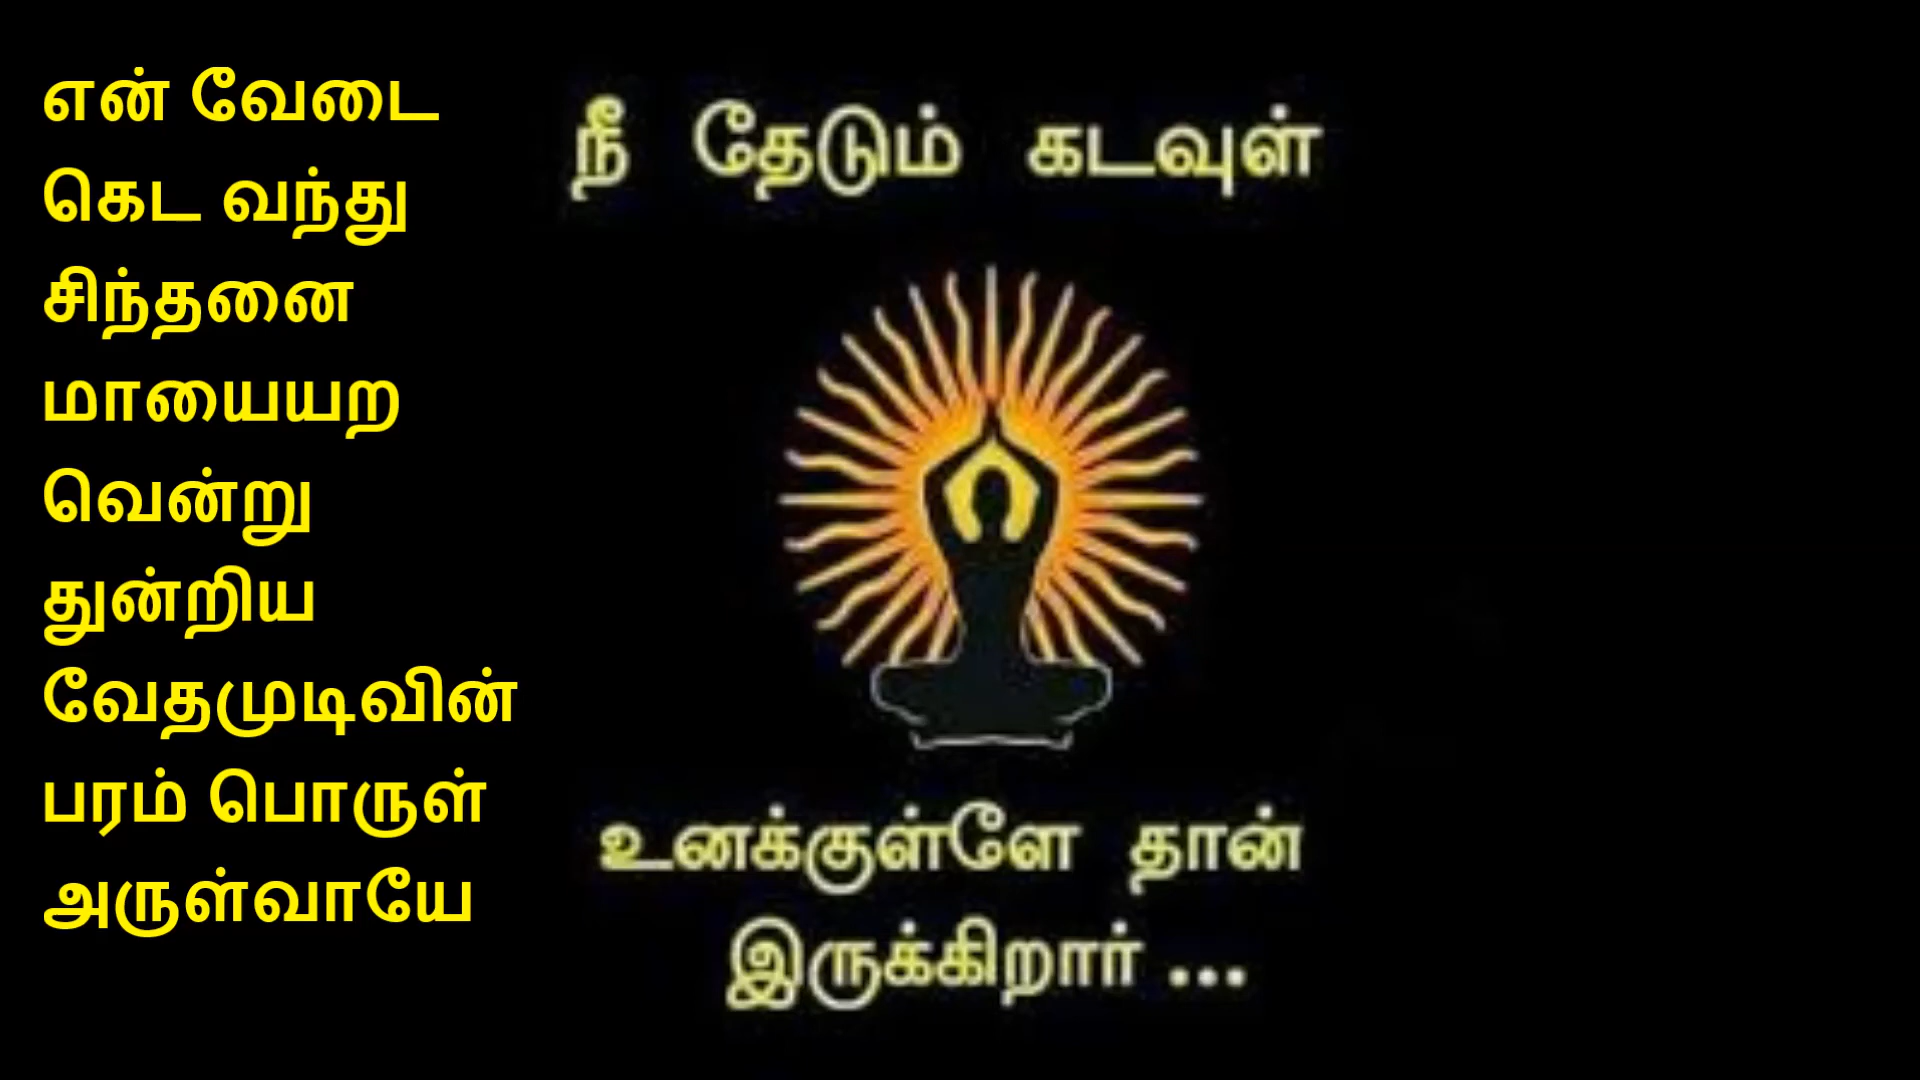 என் வேடை
கெட வந்து
சிந்தனை
மாயையற
வென்று
துன்றிய
வேதமுடிவின்
பரம் பொருள்
அருள்வாயே
நீ தேடும் கடவுள்
உனக்குள்ளே தான்
இருக்கிறார் ...